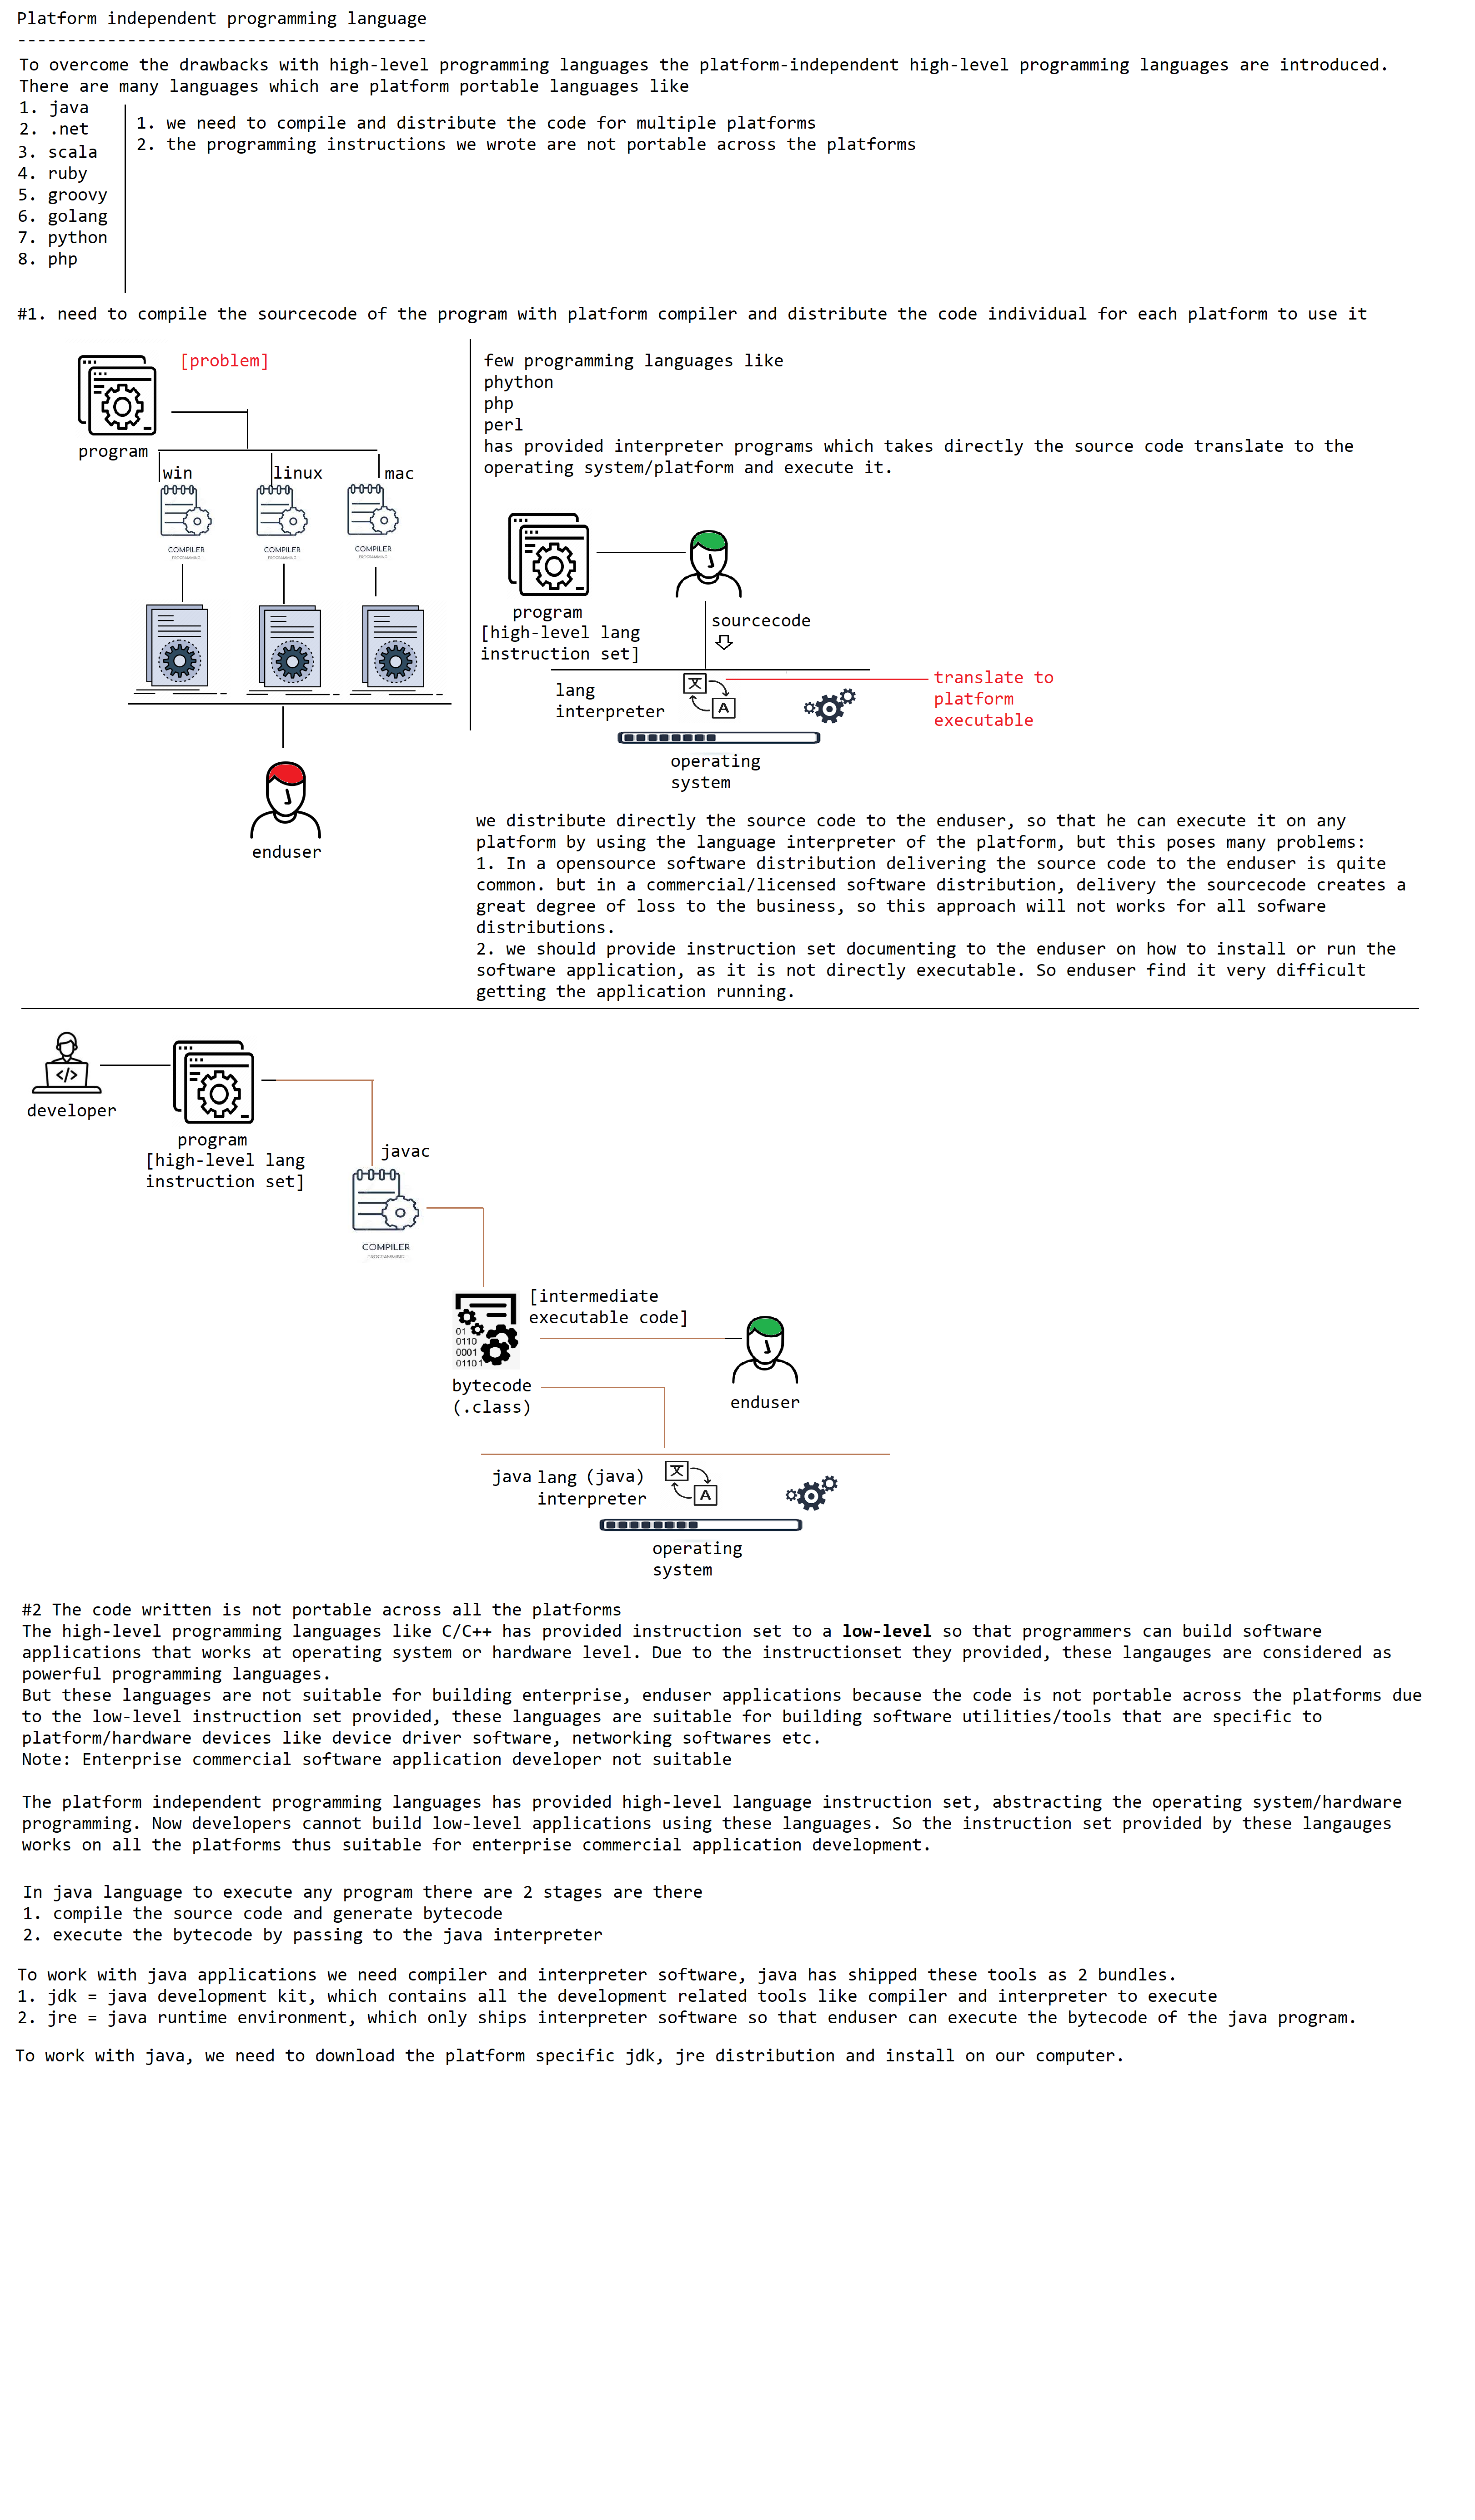 Platform independent programming language
-----------------------------------------
To overcome the drawbacks with high-level programming languages the platform-independent high-level programming languages are introduced.
There are many languages which are platform portable languages like
1. java
2. .net
3. scala
4. ruby
5. groovy
6. golang
7. python
8. php
1. we need to compile and distribute the code for multiple platforms
2. the programming instructions we wrote are not portable across the platforms
#1. need to compile the sourcecode of the program with platform compiler and distribute the code individual for each platform to use it
[problem]
program
win
linux
mac
COMPILER
PROGRAMMING
COMPILER
PROGRAMMING
COMPILER
PROGRAMMING
enduser
few programming languages like
phython
php
perl
has provided interpreter programs which takes directly the source code translate to the
operating system/platform and execute it.
program
[high-level lang
instruction set]
sourcecode
lang
interpreter
文
A
translate to
platform
executable
operating
system
we distribute directly the source code to the enduser, so that he can execute it on any
platform by using the language interpreter of the platform, but this poses many problems:
1. In a opensource software distribution delivering the source code to the enduser is quite
common. but in a commercial/licensed software distribution, delivery the sourcecode creates a
great degree of loss to the business, so this approach will not works for all sofware
distributions.
2. we should provide instruction set documenting to the enduser on how to install or run the
software application, as it is not directly executable. So enduser find it very difficult
getting the application running.
</>
developer
program
[high-level lang
instruction set]
javac
COMPILER
PROGRAMMING
[intermediate
executable code]
01
0110
0001
01101
bytecode
(.class)
enduser
java lang (java)
interpreter
文
A
operating
system
#2 The code written is not portable across all the platforms
The high-level programming languages like C/C++ has provided instruction set to a low-level so that programmers can build software
applications that works at operating system or hardware level. Due to the instructionset they provided, these langauges are considered as
powerful programming languages.
But these languages are not suitable for building enterprise, enduser applications because the code is not portable across the platforms due
to the low-level instruction set provided, these languages are suitable for building software utilities/tools that are specific to
platform/hardware devices like device driver software, networking softwares etc.
Note: Enterprise commercial software application developer not suitable
The platform independent programming languages has provided high-level language instruction set, abstracting the operating system/hardware
programming. Now developers cannot build low-level applications using these languages. So the instruction set provided by these langauges
works on all the platforms thus suitable for enterprise commercial application development.
In java language to execute any program there are 2 stages are there
1. compile the source code and generate bytecode
2. execute the bytecode by passing to the java interpreter
To work with java applications we need compiler and interpreter software, java has shipped these tools as 2 bundles.
1. jdk = java development kit, which contains all the development related tools like compiler and interpreter to execute
2. jre = java runtime environment, which only ships interpreter software so that enduser can execute the bytecode of the java program.
To work with java, we need to download the platform specific jdk, jre distribution and install on our computer.